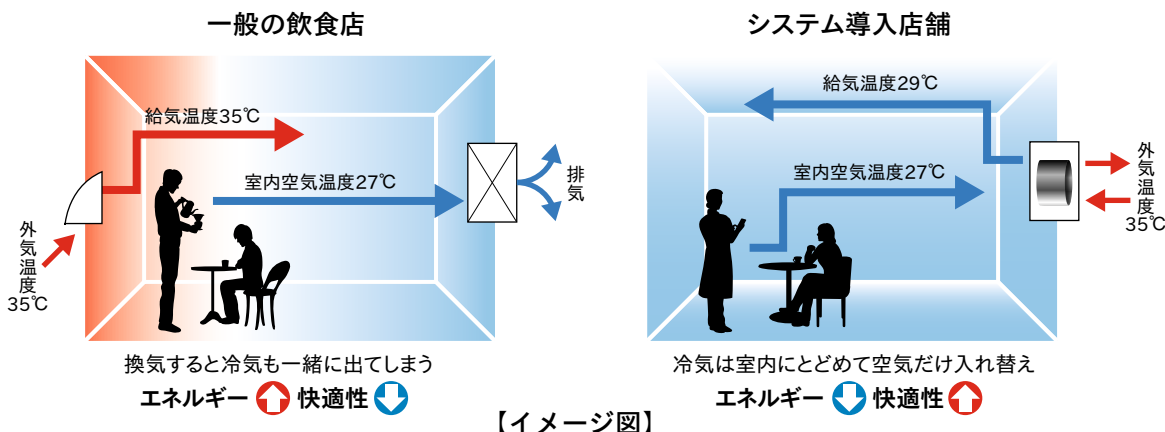 一般の飲食店
給気温度35℃
室内空気温度27℃
排気
外気温度
35℃
換気すると冷気も一緒に出てしまう
エネルギー 快適性
システム導入店舗
給気温度29℃
室内空気温度27℃
外気温度
35℃
冷気は室内にとどめて空気だけ入れ替え
エネルギー 快適性
【イメージ図】